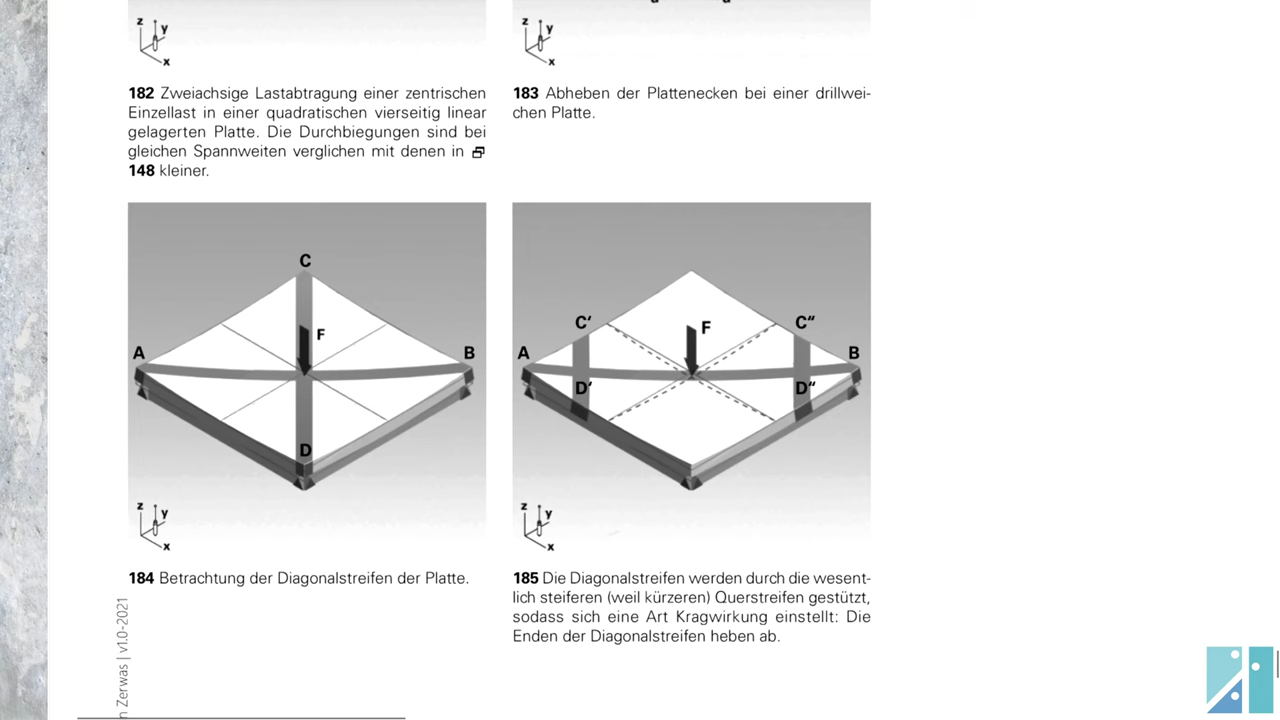 z y x
z y x
182 Zweiachsige Lastabtragung einer zentrischen
Einzellast in einer quadratischen vierseitig linear
gelagerten Platte. Die Durchbiegungen sind bei
gleichen Spannweiten verglichen mit denen in
148 kleiner.
183 Abheben der Plattenecken bei einer drillwei-
chen Platte.
C
F
A B
D
z y x
C′ C″
F
A B
D′ D″
z y x
184 Betrachtung der Diagonalstreifen der Platte.
185 Die Diagonalstreifen werden durch die wesent-
lich steiferen (weil kürzeren) Querstreifen gestützt,
sodass sich eine Art Kragwirkung einstellt: Die
Enden der Diagonalstreifen heben ab.
n Zerwas | v1.0-2021